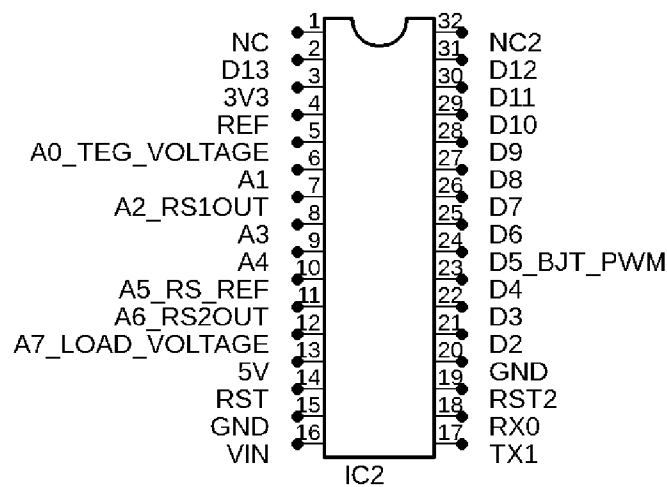 1 32
NC NC2
2 31
D13 D12
3 30
3V3 D11
4 29
REF D10
5 28
A0_TEG_VOLTAGE D9
6 27
A1 D8
7 26
A2_RS1OUT D7
8 25
A3 D6
9 24
A4 D5_BJT_PWM
10 23
A5_RS_REF D4
11 22
A6_RS2OUT D3
12 21
A7_LOAD_VOLTAGE D2
13 20
5V GND
14 19
RST RST2
15 18
GND RX0
16 17
VIN TX1
IC2